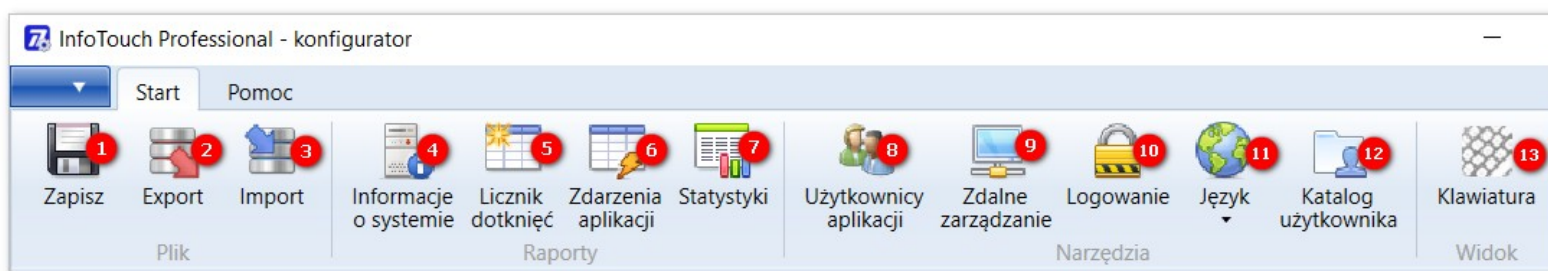 InfoTouch Professional - konfigurator
Start Pomoc
1 2 3 4 5 6 7 8 9 10 11 12 13
Zapisz Export Import Informacje Licznik Zdarzenia Statystyki Użytkownicy Zdalne Logowanie Język Katalog Klawiatura
o systemie dotknięć aplikacji aplikacji zarządzanie użytkownika
Plik Raporty Narzędzia Widok